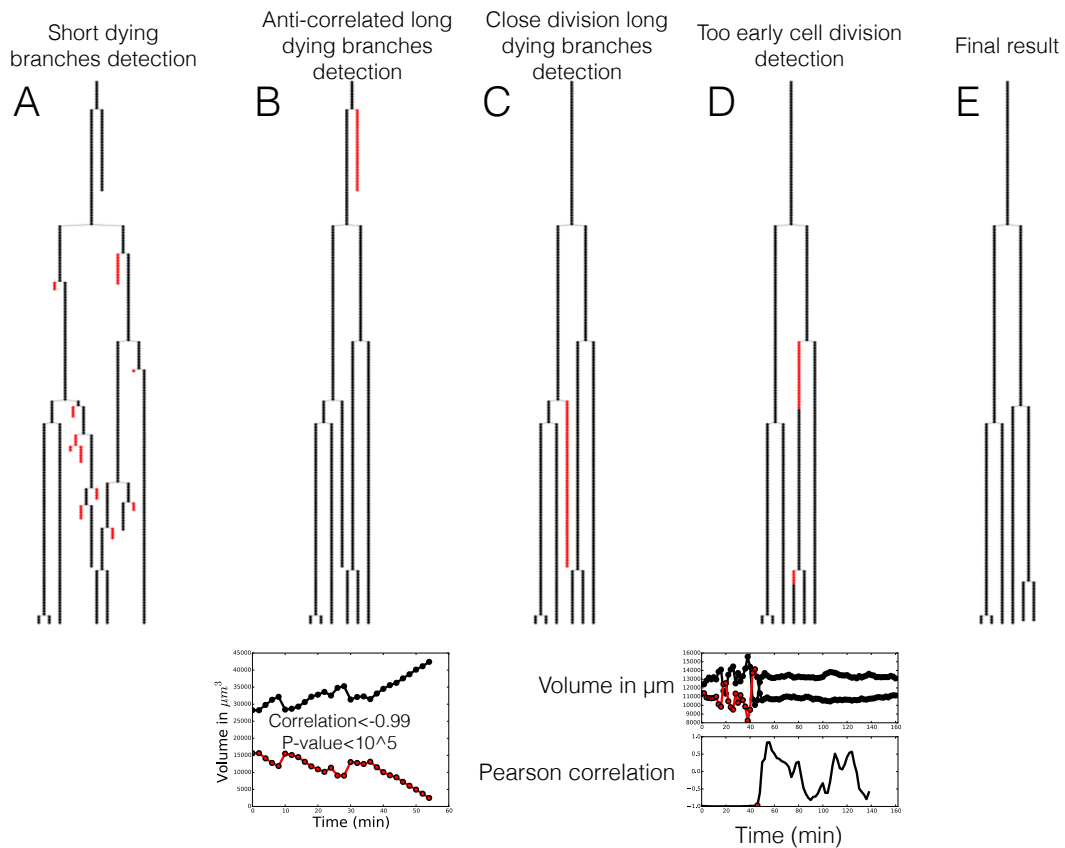 Short dying
branches detection
Anti-correlated long
dying branches
detection
Close division long
dying branches
detection
Too early cell division
detection
Final result
A
B
C
D
E
45000
40000
35000
30000
25000
20000
15000
10000
5000
0
Volume in μm³
Correlation<-0.99
P-value<10^5
0 10 20 30 40 50 60
Time (min)
Volume in μm
16000
15000
14000
13000
12000
11000
10000
9000
8000
0 20 40 60 80 100 120 140 160
Pearson correlation
1.0
0.5
0.0
−0.5
−1.0
0 20 40 60 80 100 120 140 160
Time (min)